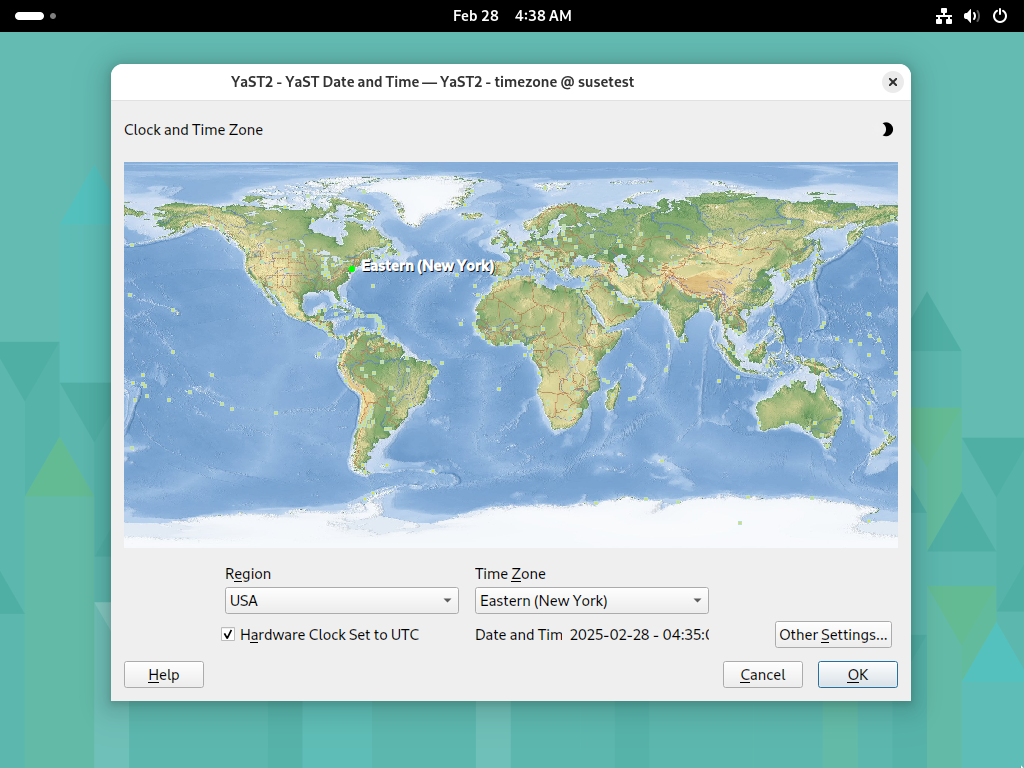 Feb 28 4:38 AM
YaST2 - YaST Date and Time — YaST2 - timezone @ susetest
Clock and Time Zone
Eastern (New York)
Region
Time Zone
USA
Eastern (New York)
Hardware Clock Set to UTC
Date and Tim 2025-02-28 - 04:35:
Other Settings...
Help
Cancel
OK